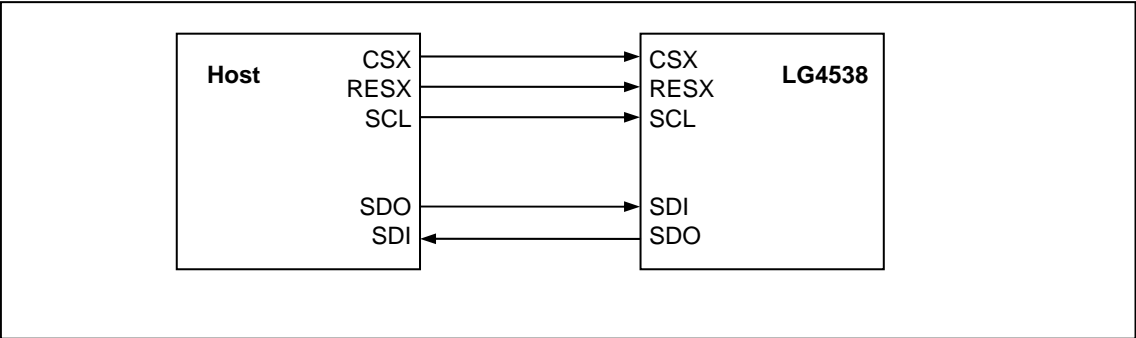 Host
CSX
RESX
SCL
SDO
SDI
CSX
RESX
SCL
SDI
SDO
LG4538